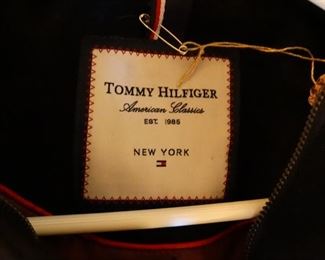 TOMMY HILFIGER
American Classics
EST. 1985
NEW YORK